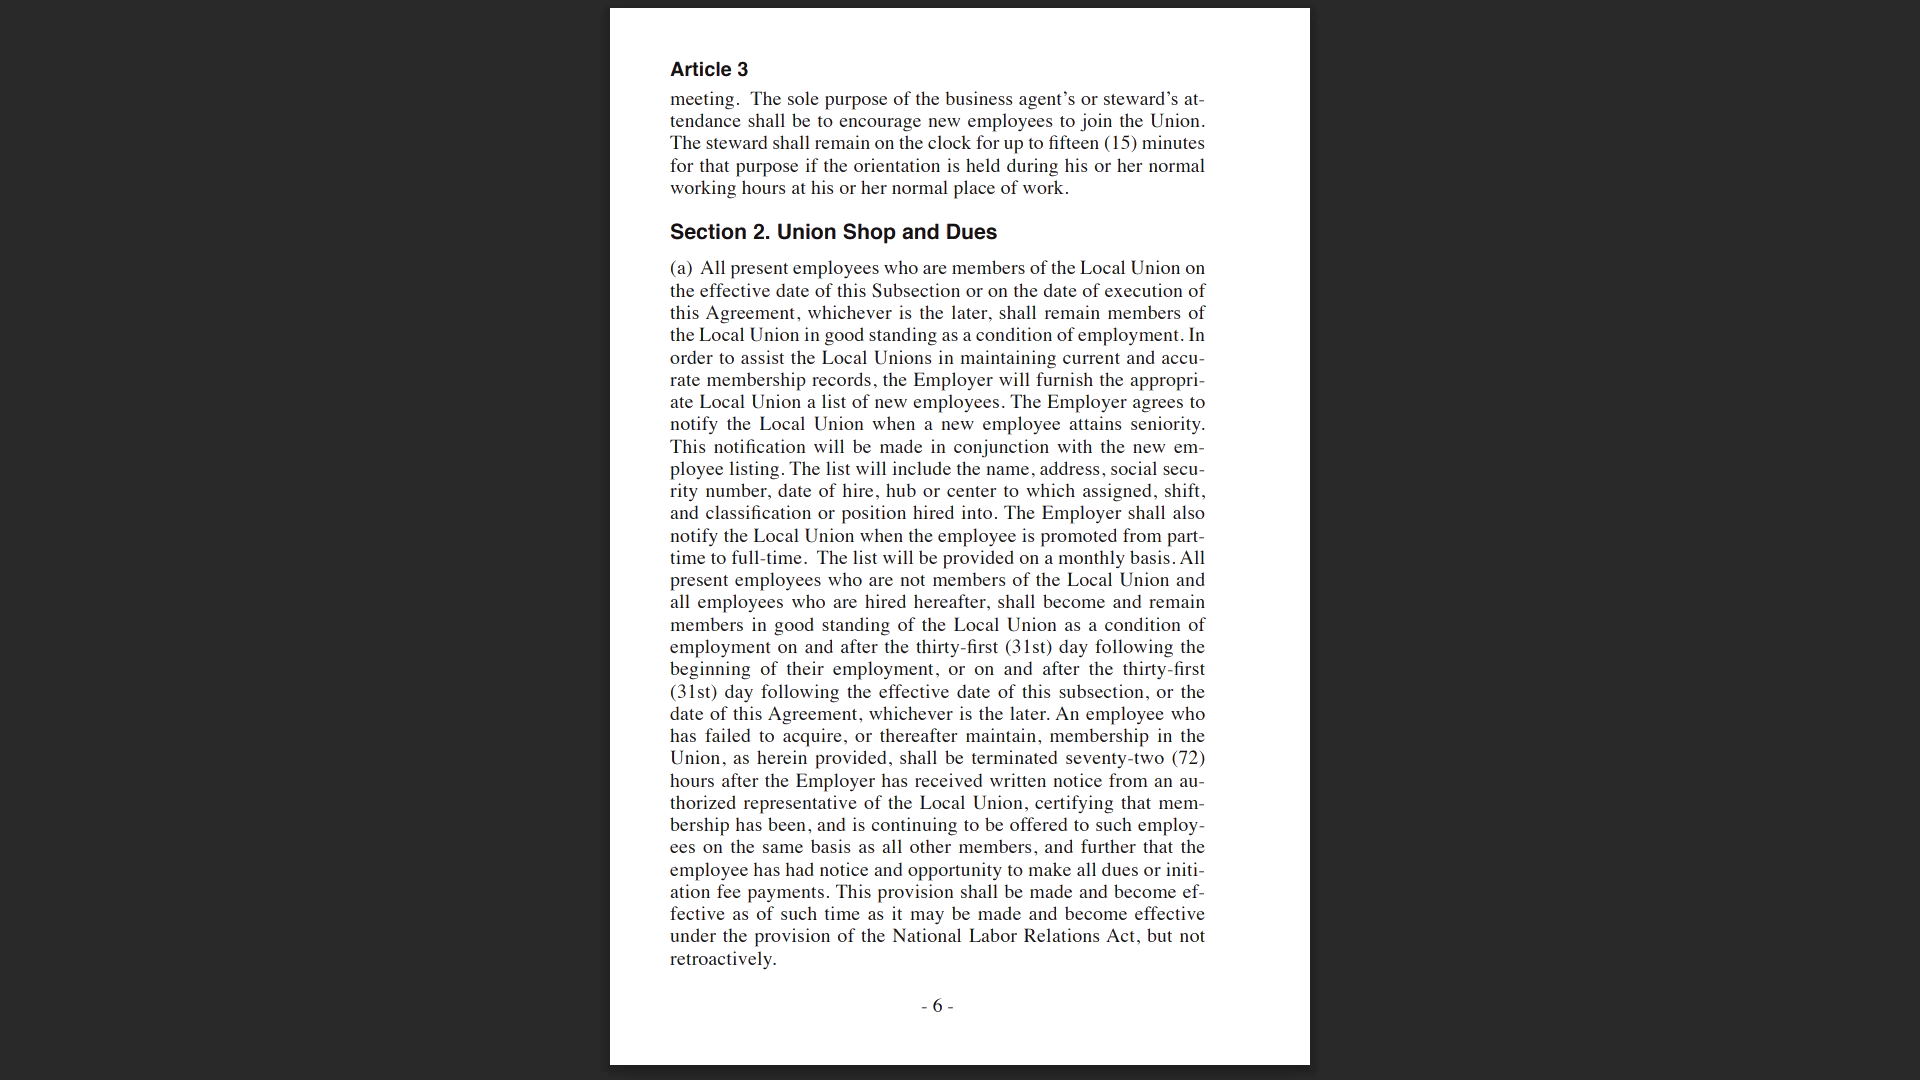 Article 3
meeting. The sole purpose of the business agent’s or steward’s at-
tendance shall be to encourage new employees to join the Union.
The steward shall remain on the clock for up to fifteen (15) minutes
for that purpose if the orientation is held during his or her normal
working hours at his or her normal place of work.
Section 2. Union Shop and Dues
(a) All present employees who are members of the Local Union on
the effective date of this Subsection or on the date of execution of
this Agreement, whichever is the later, shall remain members of
the Local Union in good standing as a condition of employment. In
order to assist the Local Unions in maintaining current and accu-
rate membership records, the Employer will furnish the appropri-
ate Local Union a list of new employees. The Employer agrees to
notify the Local Union when a new employee attains seniority.
This notification will be made in conjunction with the new em-
ployee listing. The list will include the name, address, social secu-
rity number, date of hire, hub or center to which assigned, shift,
and classification or position hired into. The Employer shall also
notify the Local Union when the employee is promoted from part-
time to full-time. The list will be provided on a monthly basis. All
present employees who are not members of the Local Union and
all employees who are hired hereafter, shall become and remain
members in good standing of the Local Union as a condition of
employment on and after the thirty-first (31st) day following the
beginning of their employment, or on and after the thirty-first
(31st) day following the effective date of this subsection, or the
date of this Agreement, whichever is the later. An employee who
has failed to acquire, or thereafter maintain, membership in the
Union, as herein provided, shall be terminated seventy-two (72)
hours after the Employer has received written notice from an au-
thorized representative of the Local Union, certifying that mem-
bership has been, and is continuing to be offered to such employ-
ees on the same basis as all other members, and further that the
employee has had notice and opportunity to make all dues or initi-
ation fee payments. This provision shall be made and become ef-
fective as of such time as it may be made and become effective
under the provision of the National Labor Relations Act, but not
retroactively.
- 6 -